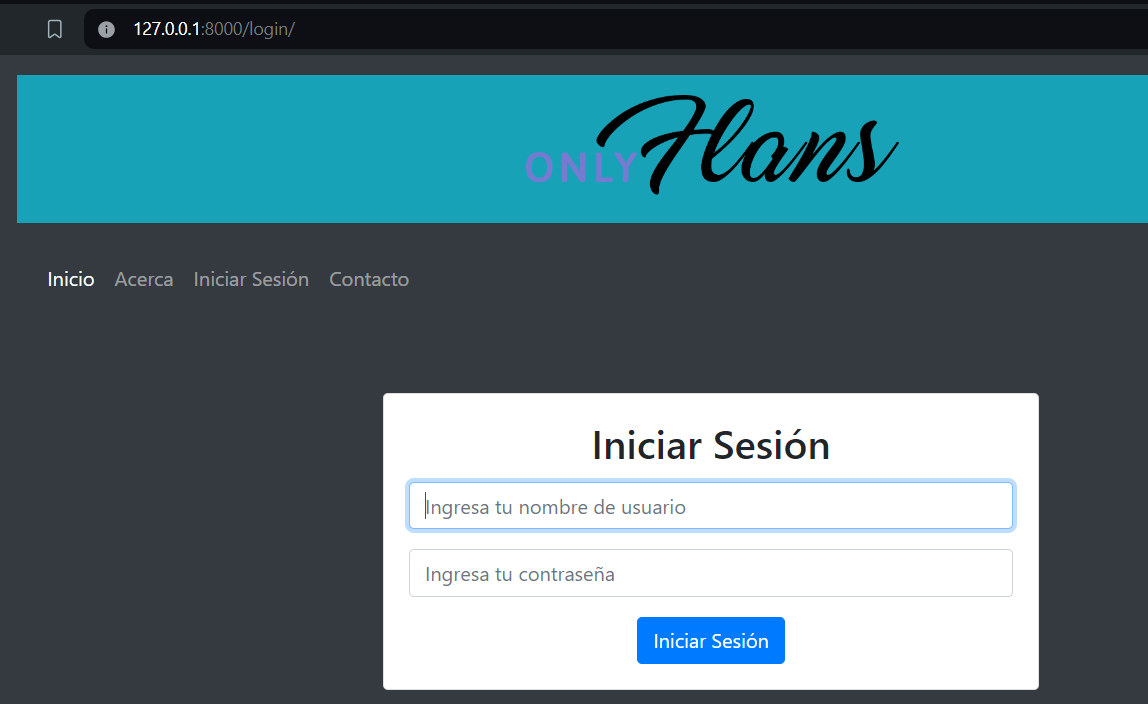 127.0.0.1:8000/login/
ONLY Flans
Inicio Acerca Iniciar Sesión Contacto
Iniciar Sesión
Ingresa tu nombre de usuario
Ingresa tu contraseña
Iniciar Sesión